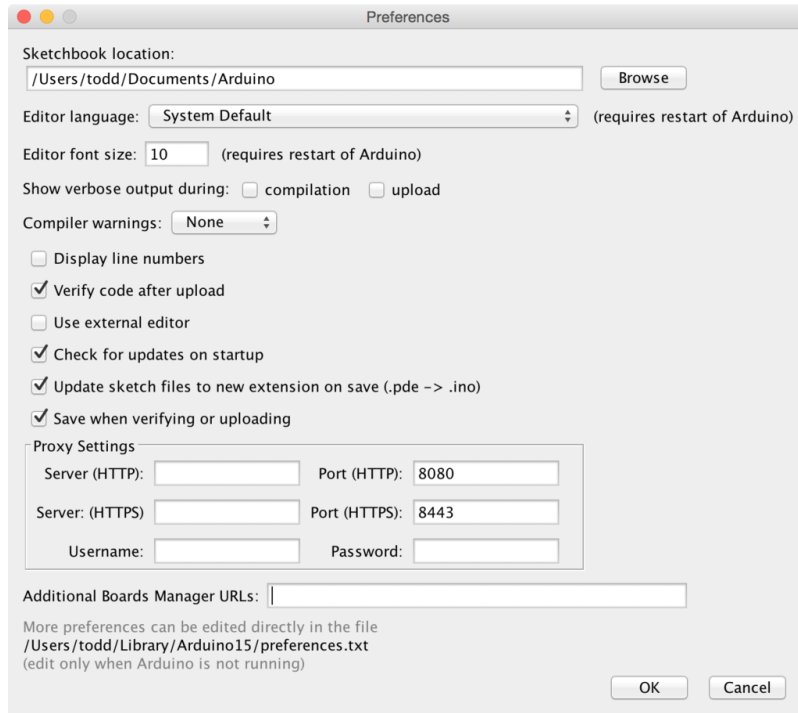 Preferences
Sketchbook location:
/Users/todd/Documents/Arduino Browse
Editor language: System Default (requires restart of Arduino)
Editor font size: 10 (requires restart of Arduino)
Show verbose output during: compilation upload
Compiler warnings: None
Display line numbers
Verify code after upload
Use external editor
Check for updates on startup
Update sketch files to new extension on save (.pde -> .ino)
Save when verifying or uploading
Proxy Settings
Server (HTTP): Port (HTTP): 8080
Server: (HTTPS) Port (HTTPS): 8443
Username: Password:
Additional Boards Manager URLs:
More preferences can be edited directly in the file
/Users/todd/Library/Arduino15/preferences.txt
(edit only when Arduino is not running)
OK Cancel